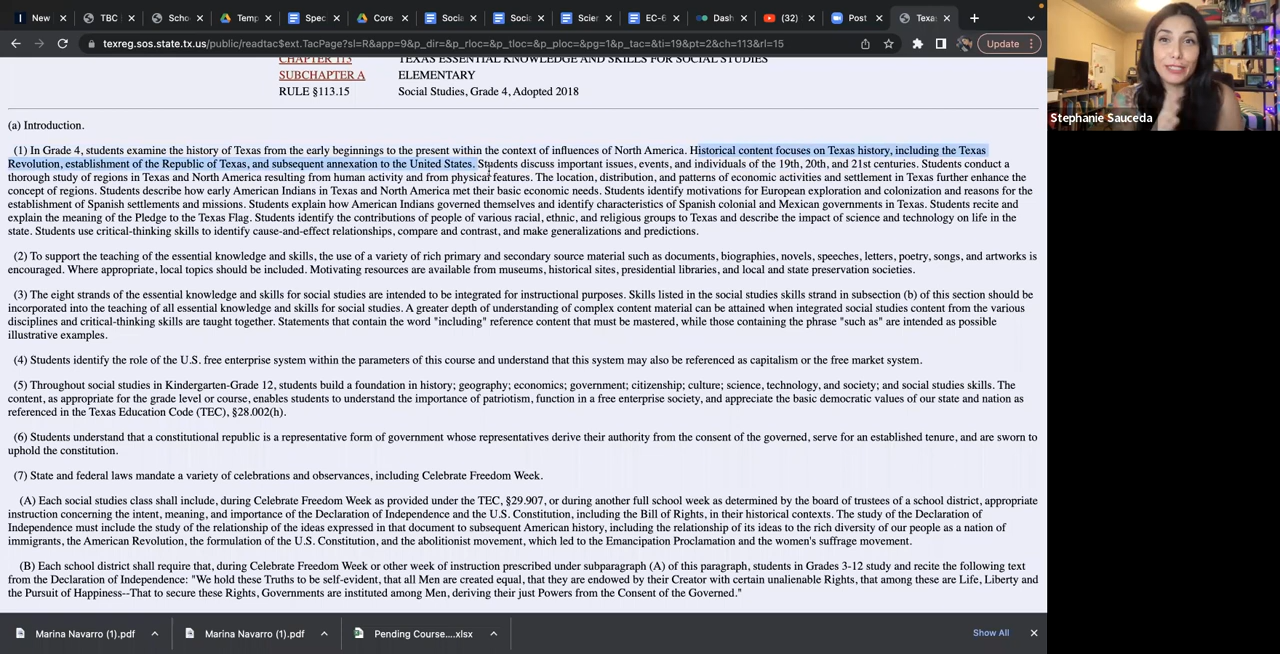 New
TBC
Scho
Temp
Spec
Core
Socia
Socia
Scien
EC-6
Dash
(32)
Post
Texas
texreg.sos.state.tx.us/public/readtac$ext.TacPage?sl=R&app=9&p_dir=&p_rloc=&p_tloc=&p_ploc=&pg=1&p_tac=&ti=19&pt=2&ch=113&rl=15
Update
CHAPTER 113 TEXAS ESSENTIAL KNOWLEDGE AND SKILLS FOR SOCIAL STUDIES
SUBCHAPTER A ELEMENTARY
RULE §113.15 Social Studies, Grade 4, Adopted 2018
(a) Introduction.
(1) In Grade 4, students examine the history of Texas from the early beginnings to the present within the context of influences of North America. Historical content focuses on Texas history, including the Texas
Revolution, establishment of the Republic of Texas, and subsequent annexation to the United States. Students discuss important issues, events, and individuals of the 19th, 20th, and 21st centuries. Students conduct a
thorough study of regions in Texas and North America resulting from human activity and from physical features. The location, distribution, and patterns of economic activities and settlement in Texas further enhance the
concept of regions. Students describe how early American Indians in Texas and North America met their basic economic needs. Students identify motivations for European exploration and colonization and reasons for the
establishment of Spanish settlements and missions. Students explain how American Indians governed themselves and identify characteristics of Spanish colonial and Mexican governments in Texas. Students recite and
explain the meaning of the Pledge to the Texas Flag. Students identify the contributions of people of various racial, ethnic, and religious groups to Texas and describe the impact of science and technology on life in the
state. Students use critical-thinking skills to identify cause-and-effect relationships, compare and contrast, and make generalizations and predictions.
(2) To support the teaching of the essential knowledge and skills, the use of a variety of rich primary and secondary source material such as documents, biographies, novels, speeches, letters, poetry, songs, and artworks is
encouraged. Where appropriate, local topics should be included. Motivating resources are available from museums, historical sites, presidential libraries, and local and state preservation societies.
(3) The eight strands of the essential knowledge and skills for social studies are intended to be integrated for instructional purposes. Skills listed in the social studies skills strand in subsection (b) of this section should be
incorporated into the teaching of all essential knowledge and skills for social studies. A greater depth of understanding of complex content material can be attained when integrated social studies content from the various
disciplines and critical-thinking skills are taught together. Statements that contain the word "including" reference content that must be mastered, while those containing the phrase "such as" are intended as possible
illustrative examples.
(4) Students identify the role of the U.S. free enterprise system within the parameters of this course and understand that this system may also be referenced as capitalism or the free market system.
(5) Throughout social studies in Kindergarten-Grade 12, students build a foundation in history; geography; economics; government; citizenship; culture; science, technology, and society; and social studies skills. The
content, as appropriate for the grade level or course, enables students to understand the importance of patriotism, function in a free enterprise society, and appreciate the basic democratic values of our state and nation as
referenced in the Texas Education Code (TEC), §28.002(h).
(6) Students understand that a constitutional republic is a representative form of government whose representatives derive their authority from the consent of the governed, serve for an established tenure, and are sworn to
uphold the constitution.
(7) State and federal laws mandate a variety of celebrations and observances, including Celebrate Freedom Week.
(A) Each social studies class shall include, during Celebrate Freedom Week as provided under the TEC, §29.907, or during another full school week as determined by the board of trustees of a school district, appropriate
instruction concerning the intent, meaning, and importance of the Declaration of Independence and the U.S. Constitution, including the Bill of Rights, in their historical contexts. The study of the Declaration of
Independence must include the study of the relationship of the ideas expressed in that document to subsequent American history, including the relationship of its ideas to the rich diversity of our people as a nation of
immigrants, the American Revolution, the formulation of the U.S. Constitution, and the abolitionist movement, which led to the Emancipation Proclamation and the women's suffrage movement.
(B) Each school district shall require that, during Celebrate Freedom Week or other week of instruction prescribed under subparagraph (A) of this paragraph, students in Grades 3-12 study and recite the following text
from the Declaration of Independence: "We hold these Truths to be self-evident, that all Men are created equal, that they are endowed by their Creator with certain unalienable Rights, that among these are Life, Liberty and
the Pursuit of Happiness--That to secure these Rights, Governments are instituted among Men, deriving their just Powers from the Consent of the Governed."
Marina Navarro (1).pdf
Marina Navarro (1).pdf
Pending Course....xlsx
Show All
Stephanie Sauceda